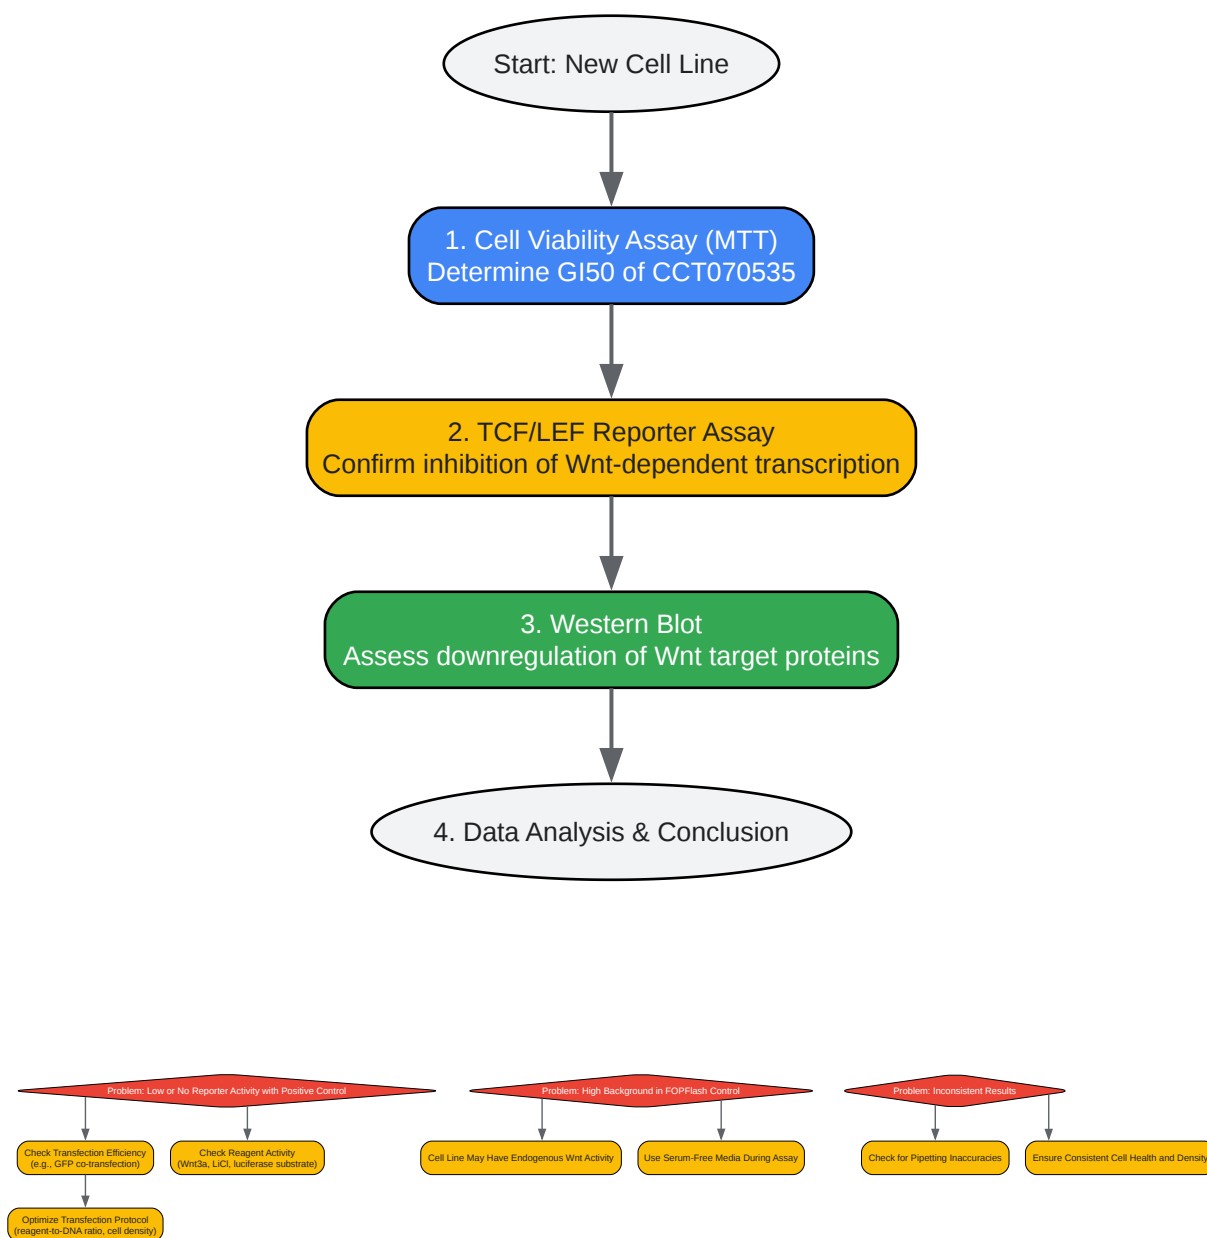 Start: New Cell Line
1. Cell Viability Assay (MTT)
Determine GI50 of CCT070535
2. TCF/LEF Reporter Assay
Confirm inhibition of Wnt-dependent transcription
3. Western Blot
Assess downregulation of Wnt target proteins
4. Data Analysis & Conclusion
Problem: Low or No Reporter Activity with Positive Control
Check Transfection Efficiency
(e.g., GFP co-transfection)
Check Reagent Activity
(Wnt3a, LiCl, luciferase substrate)
Optimize Transfection Protocol
(reagent-to-DNA ratio, cell density)
Problem: High Background in FOPFlash Control
Cell Line May Have Endogenous Wnt Activity
Use Serum-Free Media During Assay
Problem: Inconsistent Results
Check for Pipetting Inaccuracies
Ensure Consistent Cell Health and Density